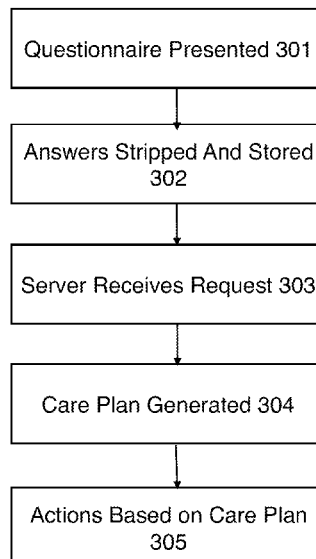 Questionnaire Presented 301
Answers Stripped And Stored
302
Server Receives Request 303
Care Plan Generated 304
Actions Based on Care Plan
305